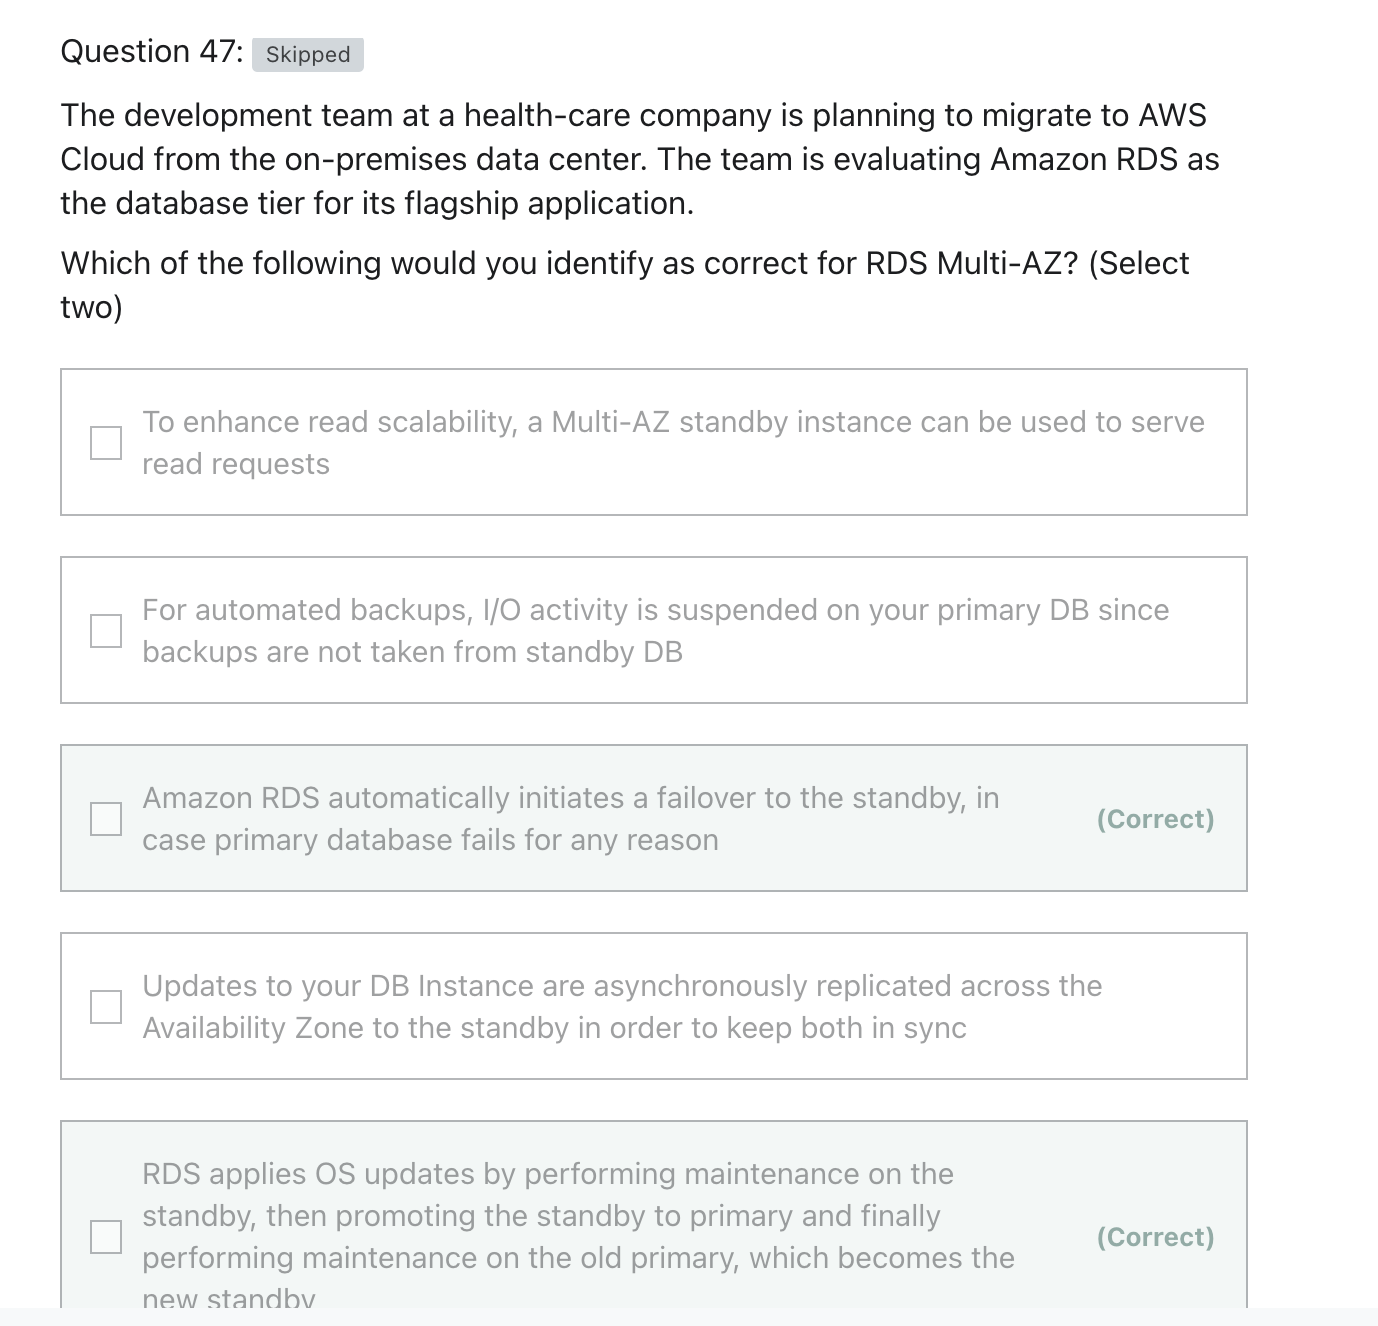 Question 47: Skipped
The development team at a health-care company is planning to migrate to AWS
Cloud from the on-premises data center. The team is evaluating Amazon RDS as
the database tier for its flagship application.
Which of the following would you identify as correct for RDS Multi-AZ? (Select
two)
To enhance read scalability, a Multi-AZ standby instance can be used to serve
read requests
For automated backups, I/O activity is suspended on your primary DB since
backups are not taken from standby DB
Amazon RDS automatically initiates a failover to the standby, in
case primary database fails for any reason
(Correct)
Updates to your DB Instance are asynchronously replicated across the
Availability Zone to the standby in order to keep both in sync
RDS applies OS updates by performing maintenance on the
standby, then promoting the standby to primary and finally
performing maintenance on the old primary, which becomes the
new standby
(Correct)